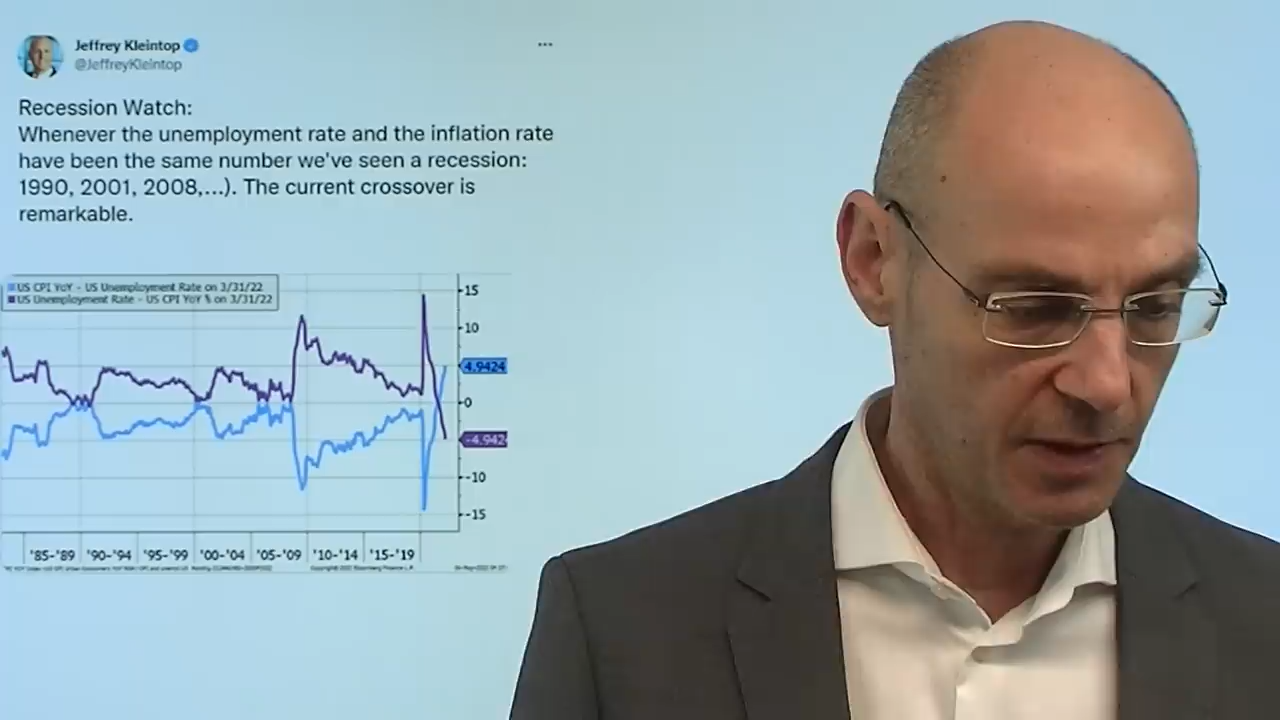 Jeffrey Kleintop
@JeffreyKleintop
...
Recession Watch:
Whenever the unemployment rate and the inflation rate
have been the same number we've seen a recession:
1990, 2001, 2008,...). The current crossover is
remarkable.
US CPI YoY - US Unemployment Rate on 3/31/22
US Unemployment Rate - US CPI YoY % on 3/31/22
15
10
4.9424
0
-4.942
-10
-15
'85-'89 '90-'94 '95-'99 '00-'04 '05-'09 '10-'14 '15-'19